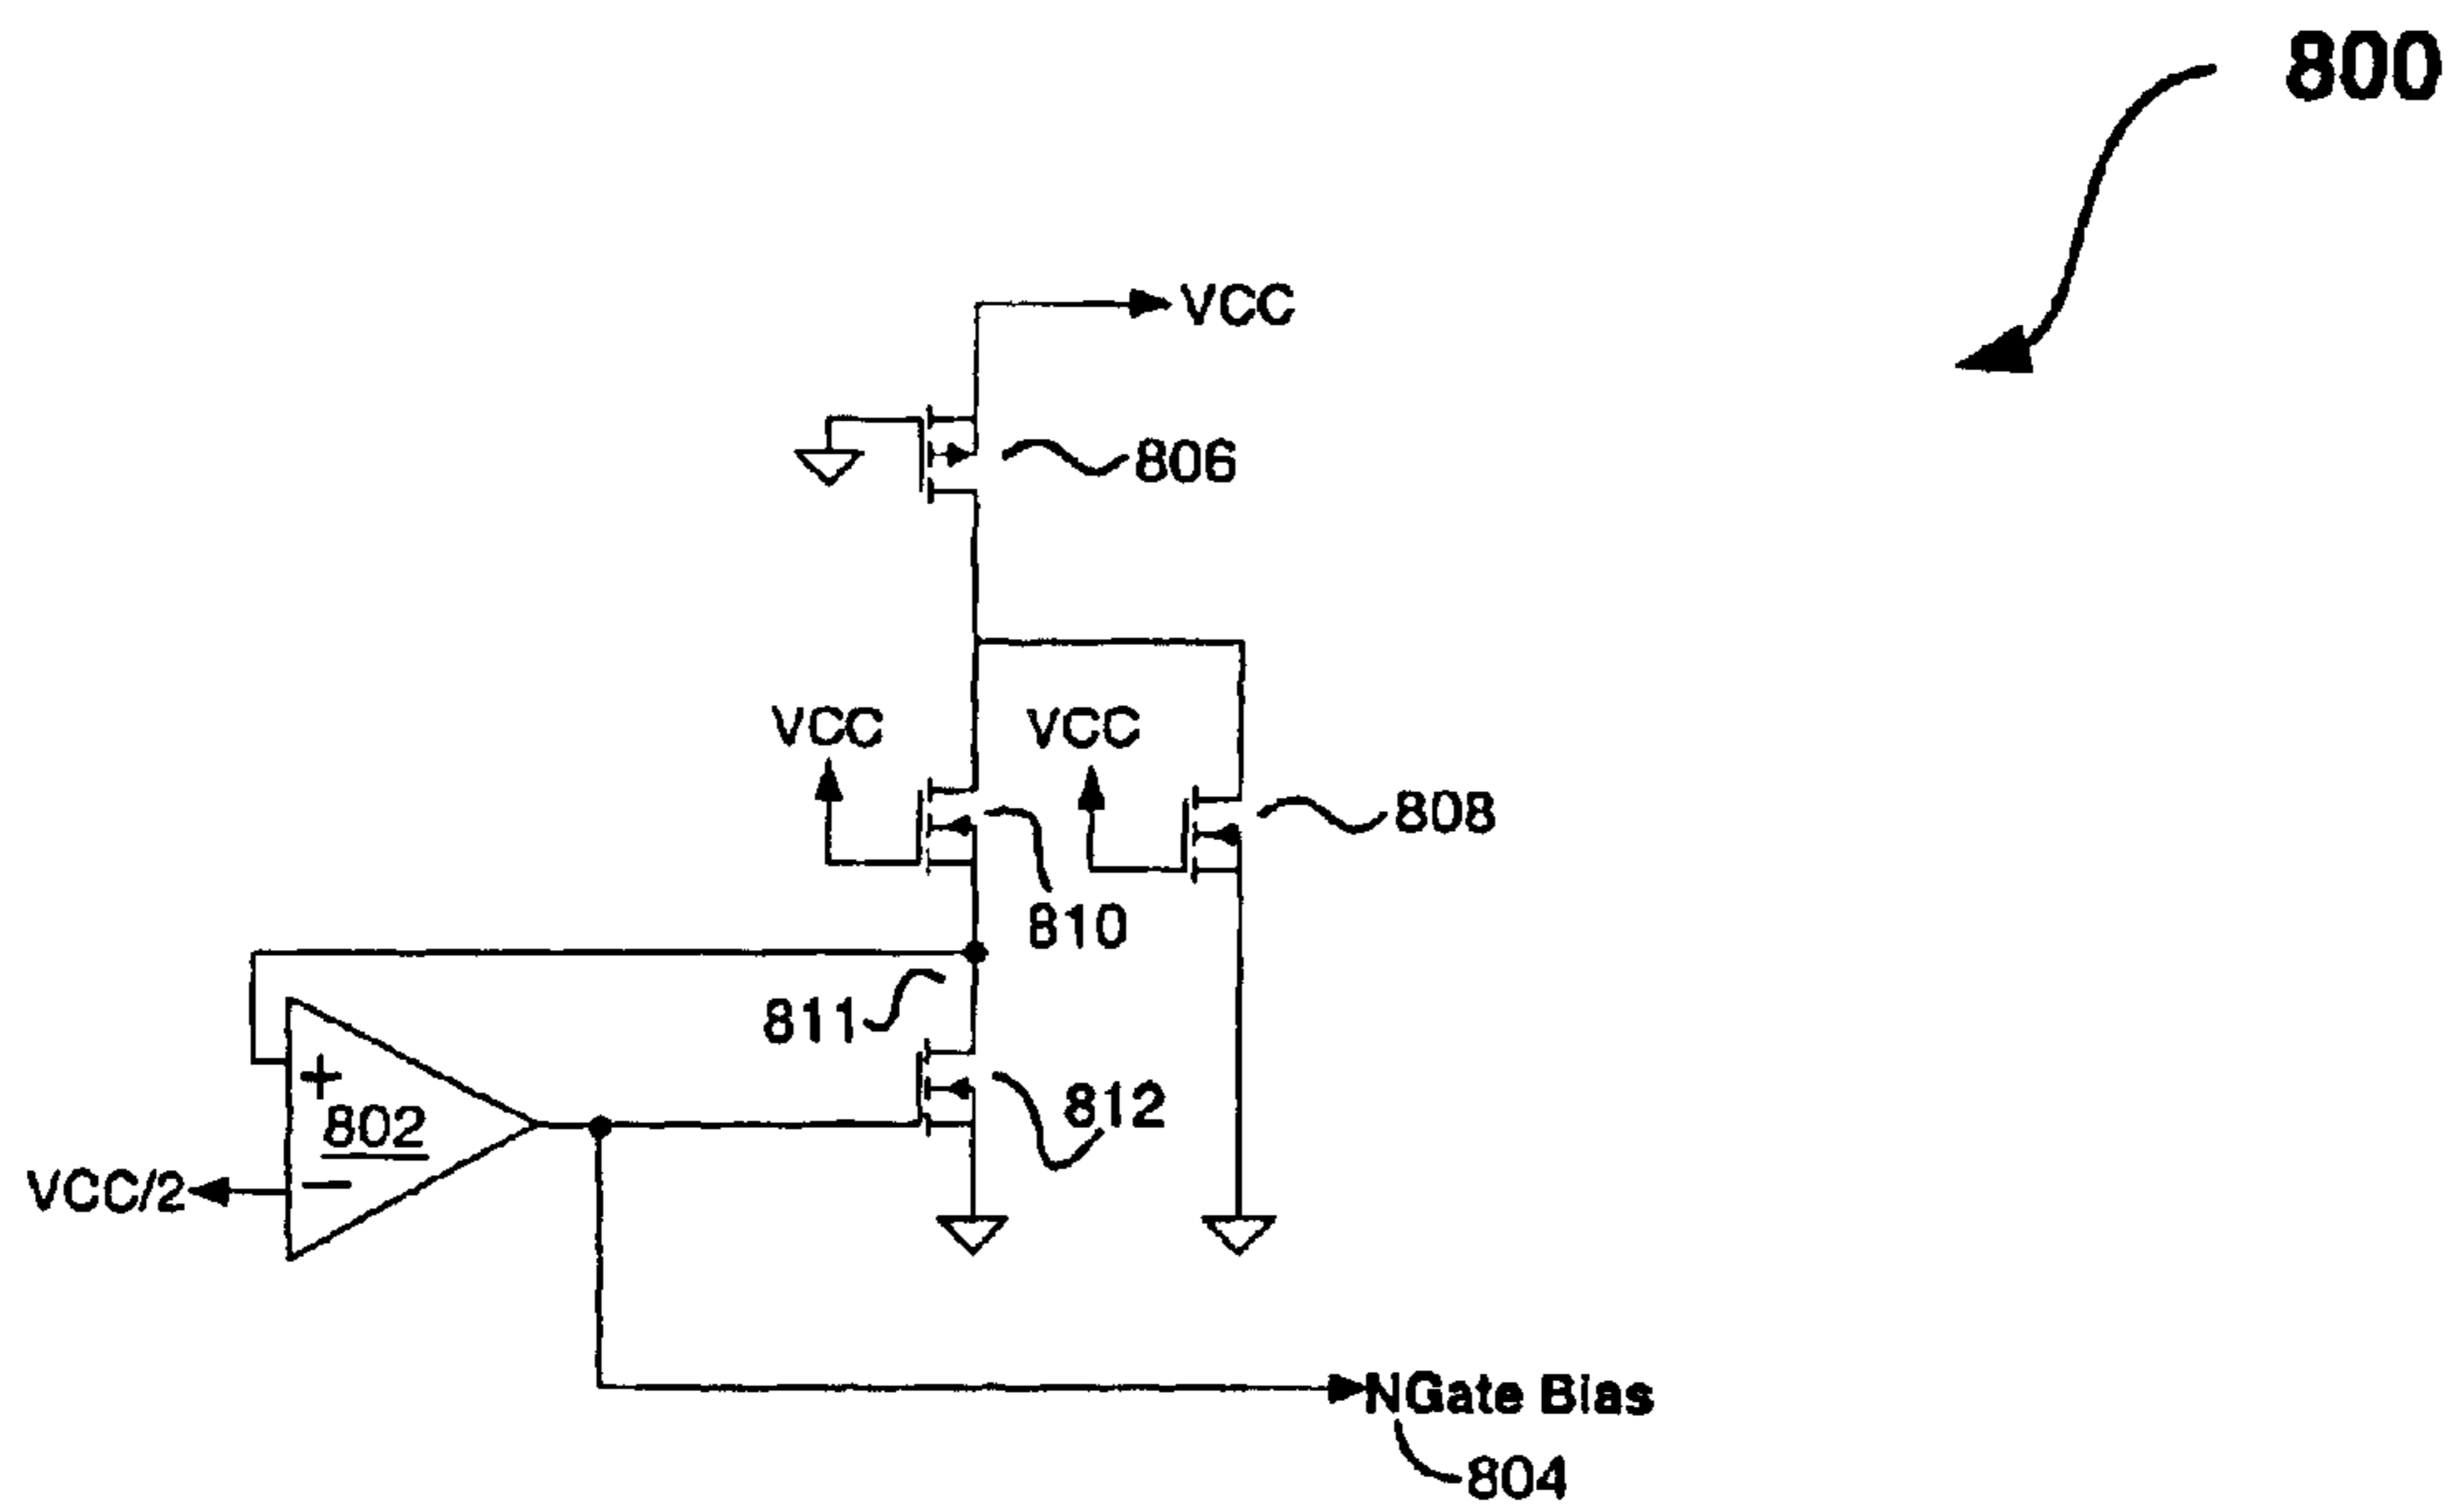 800
VCC
806
VCC
VCC
808
810
811
+
802
812
VCC/2
−
NGate Bias
804